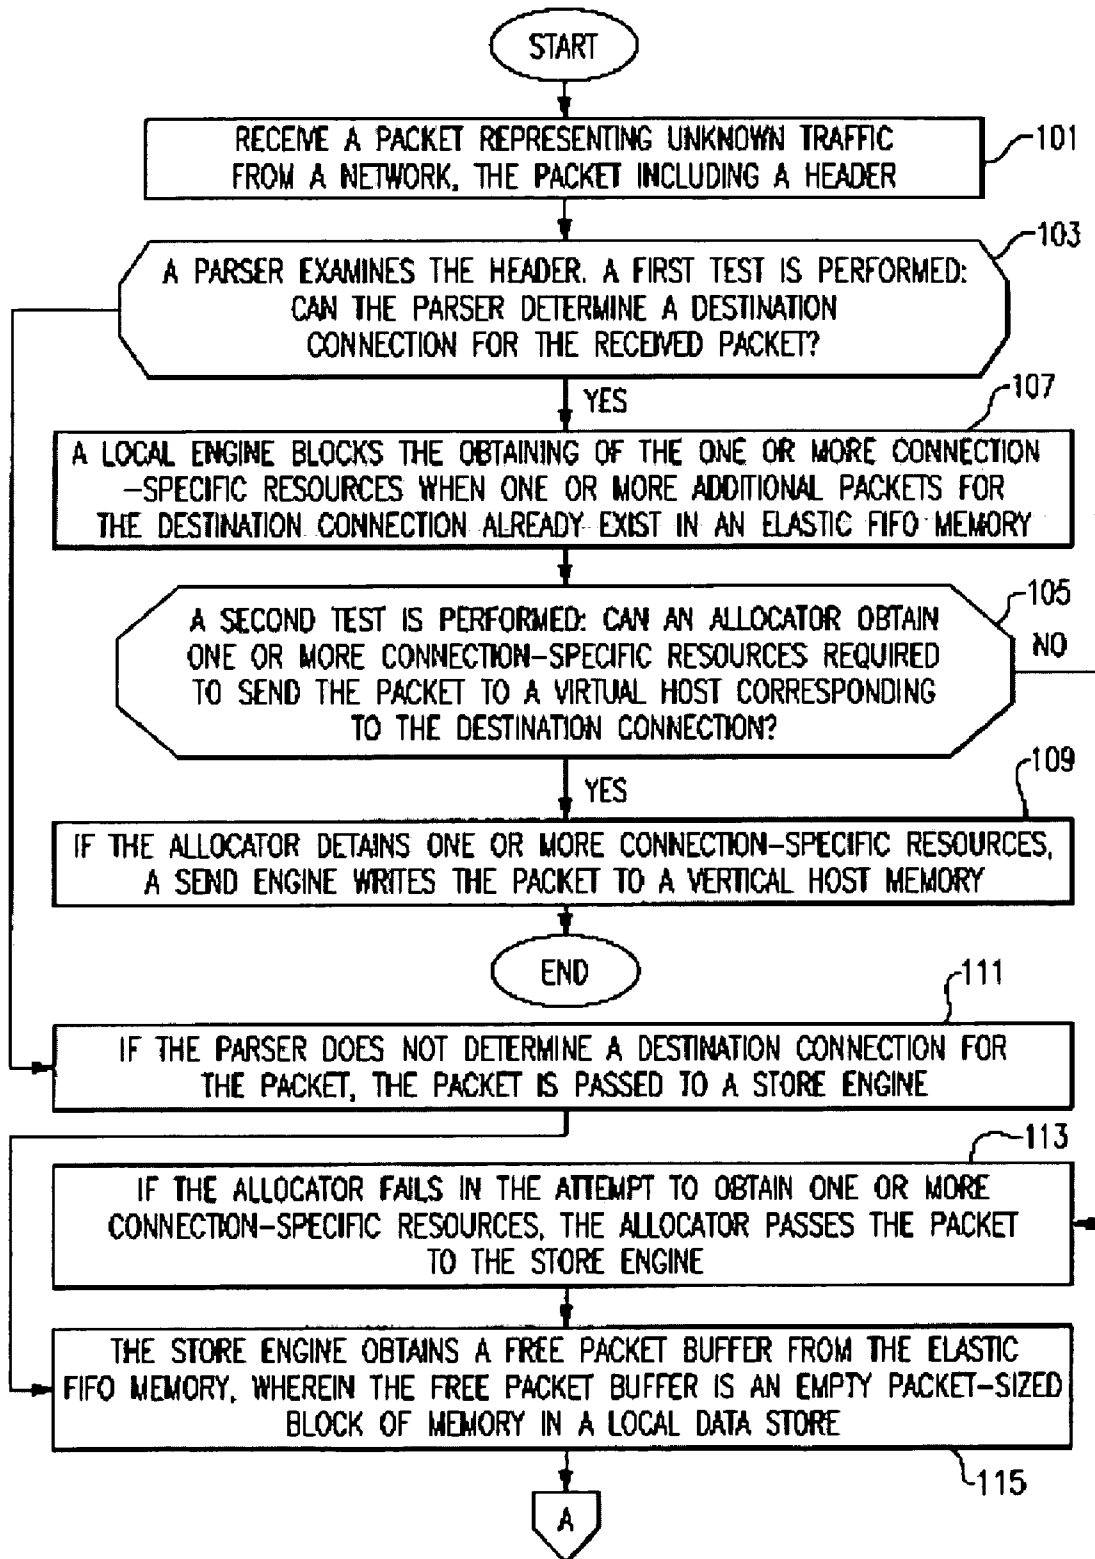 START
RECEIVE A PACKET REPRESENTING UNKNOWN TRAFFIC
FROM A NETWORK, THE PACKET INCLUDING A HEADER
101
103
A PARSER EXAMINES THE HEADER. A FIRST TEST IS PERFORMED:
CAN THE PARSER DETERMINE A DESTINATION
CONNECTION FOR THE RECEIVED PACKET?
YES
107
A LOCAL ENGINE BLOCKS THE OBTAINING OF THE ONE OR MORE CONNECTION
-SPECIFIC RESOURCES WHEN ONE OR MORE ADDITIONAL PACKETS FOR
THE DESTINATION CONNECTION ALREADY EXIST IN AN ELASTIC FIFO MEMORY
105
A SECOND TEST IS PERFORMED: CAN AN ALLOCATOR OBTAIN
ONE OR MORE CONNECTION-SPECIFIC RESOURCES REQUIRED
TO SEND THE PACKET TO A VIRTUAL HOST CORRESPONDING
TO THE DESTINATION CONNECTION?
NO
YES
109
IF THE ALLOCATOR DETAINS ONE OR MORE CONNECTION-SPECIFIC RESOURCES,
A SEND ENGINE WRITES THE PACKET TO A VERTICAL HOST MEMORY
END
111
IF THE PARSER DOES NOT DETERMINE A DESTINATION CONNECTION FOR
THE PACKET, THE PACKET IS PASSED TO A STORE ENGINE
113
IF THE ALLOCATOR FAILS IN THE ATTEMPT TO OBTAIN ONE OR MORE
CONNECTION-SPECIFIC RESOURCES, THE ALLOCATOR PASSES THE PACKET
TO THE STORE ENGINE
THE STORE ENGINE OBTAINS A FREE PACKET BUFFER FROM THE ELASTIC
FIFO MEMORY, WHEREIN THE FREE PACKET BUFFER IS AN EMPTY PACKET-SIZED
BLOCK OF MEMORY IN A LOCAL DATA STORE
115
A